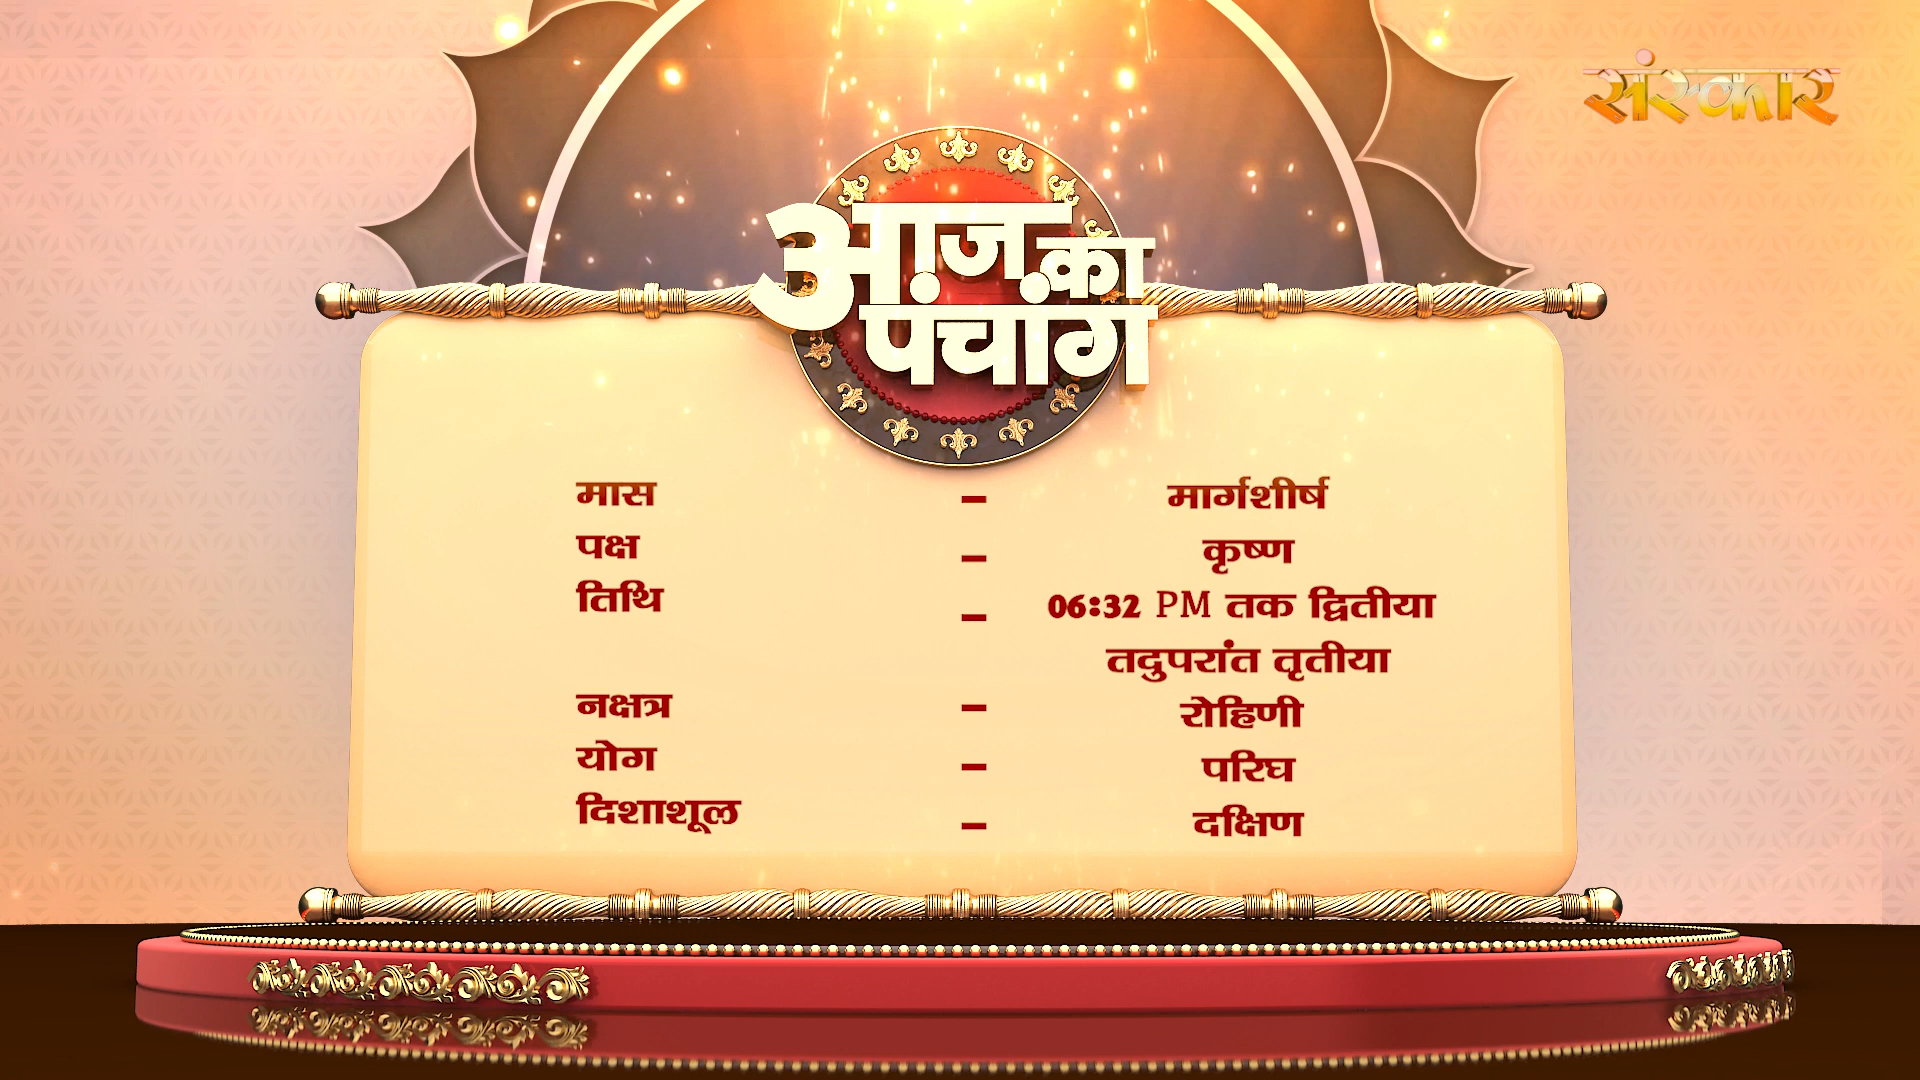 संस्कार
आज का
पंचांग
मास – मार्गशीर्ष
पक्ष – कृष्ण
तिथि – 06:32 PM तक द्वितीया
तदुपरांत तृतीया
नक्षत्र – रोहिणी
योग – परिघ
दिशाशूल – दक्षिण